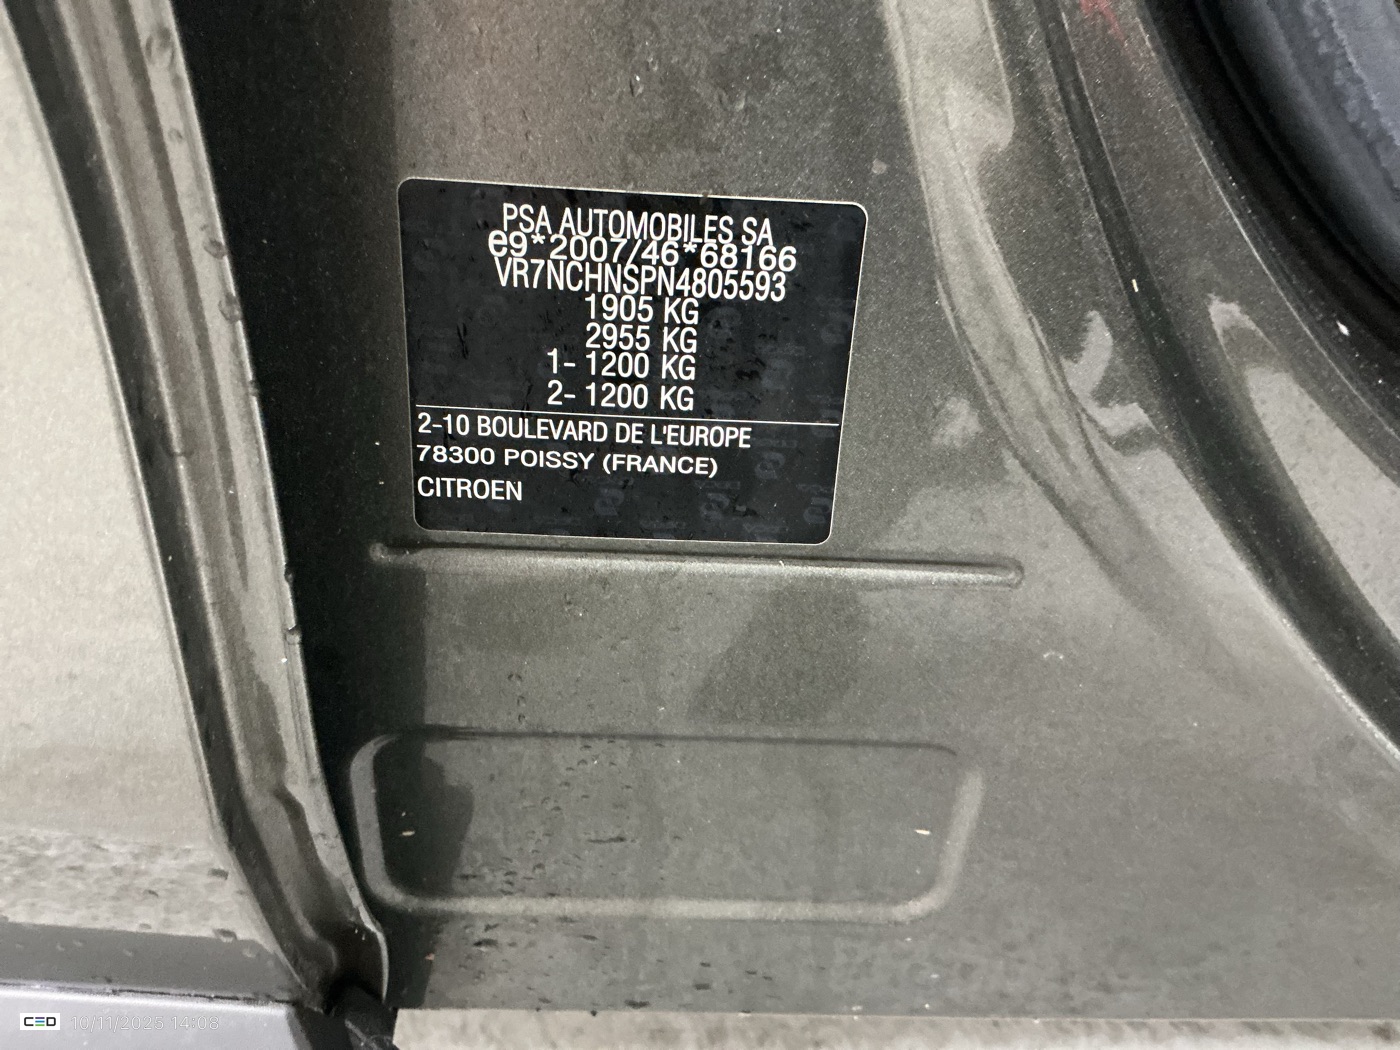 PSA AUTOMOBILES SA
e9*2007/46*68166
VR7NCHNSPN4805593
1905 KG
2955 KG
1- 1200 KG
2- 1200 KG
2-10 BOULEVARD DE L'EUROPE
78300 POISSY (FRANCE)
CITROEN
CED 10/11/2025 14:08